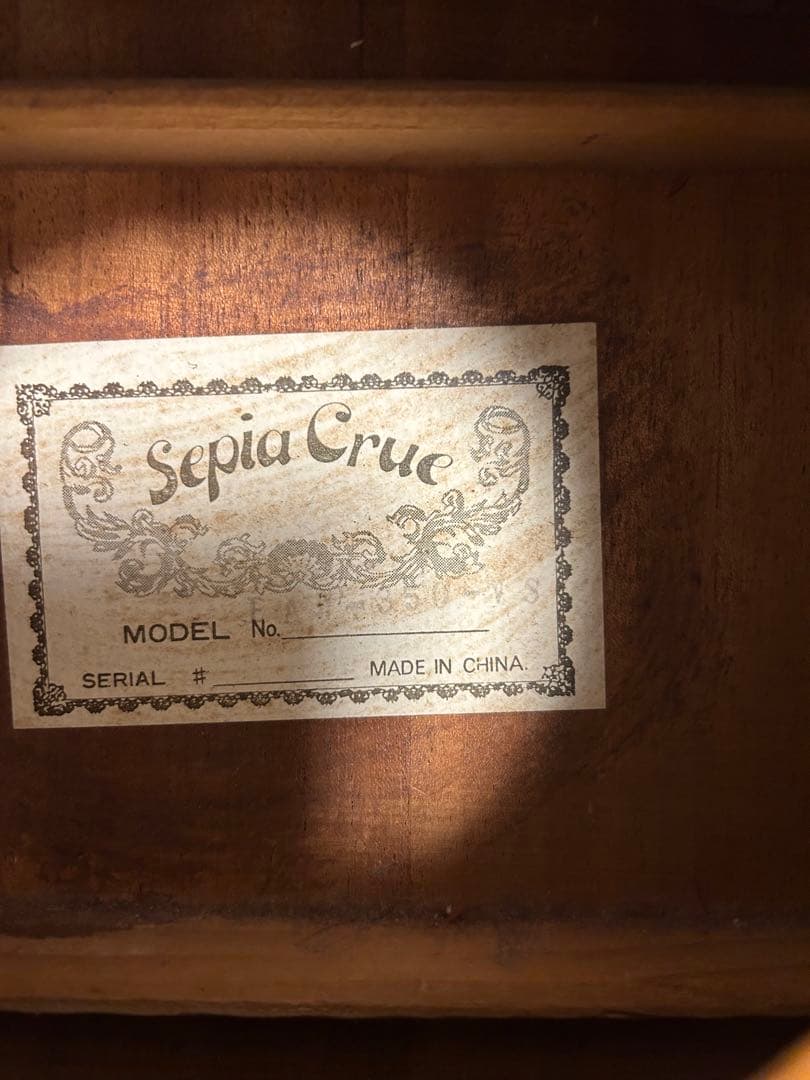 Sepia Crue
MODEL No.
SERIAL # MADE IN CHINA.